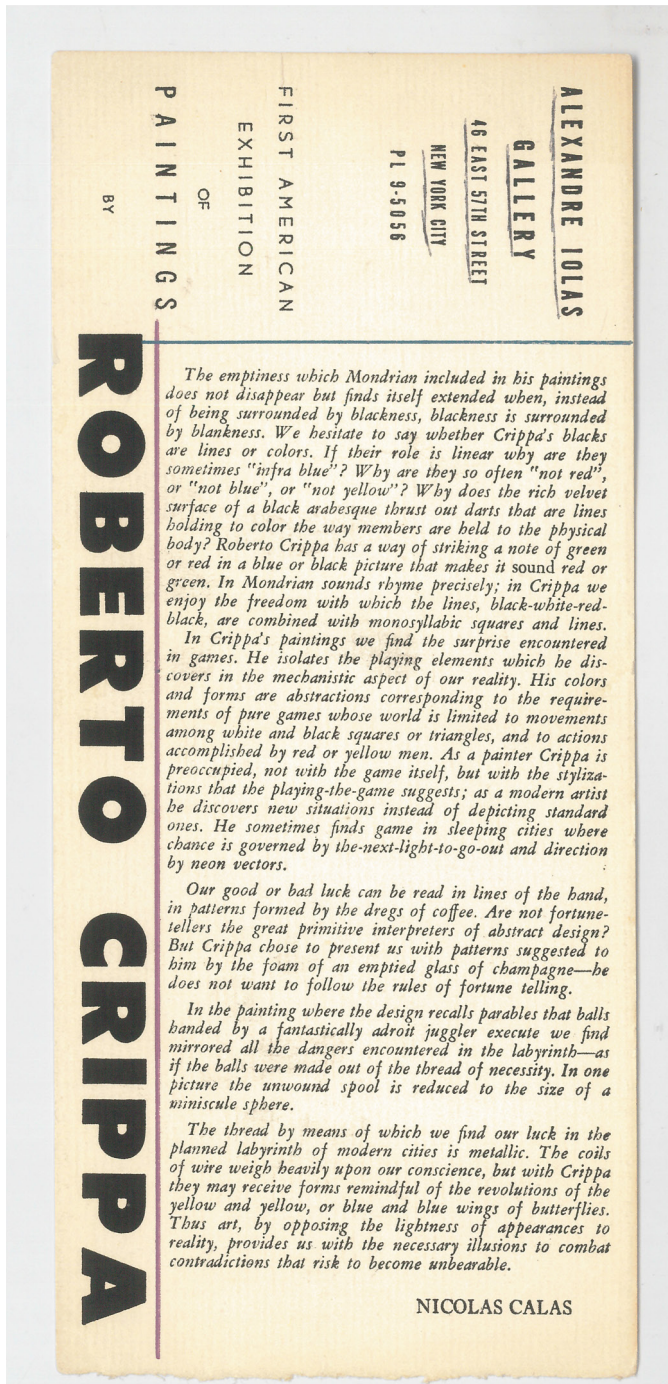 ALEXANDRE IOLAS
GALLERY
46 EAST 57TH STREET
NEW YORK CITY
PL 9-5056
FIRST AMERICAN
EXHIBITION
OF
PAINTINGS
BY
ROBERTO CRIPPA
The emptiness which Mondrian included in his paintings
does not disappear but finds itself extended when, instead
of being surrounded by blackness, blackness is surrounded
by blankness. We hesitate to say whether Crippa's blacks
are lines or colors. If their role is linear why are they
sometimes "infra blue"? Why are they so often "not red",
or "not blue", or "not yellow"? Why does the rich velvet
surface of a black arabesque thrust out darts that are lines
holding to color the way members are held to the physical
body? Roberto Crippa has a way of striking a note of green
or red in a blue or black picture that makes it sound red or
green. In Mondrian sounds rhyme precisely; in Crippa we
enjoy the freedom with which the lines, black-white-red-
black, are combined with monosyllabic squares and lines.
In Crippa's paintings we find the surprise encountered
in games. He isolates the playing elements which he dis-
covers in the mechanistic aspect of our reality. His colors
and forms are abstractions corresponding to the require-
ments of pure games whose world is limited to movements
among white and black squares or triangles, and to actions
accomplished by red or yellow men. As a painter Crippa is
preoccupied, not with the game itself, but with the styliza-
tions that the playing-the-game suggests; as a modern artist
he discovers new situations instead of depicting standard
ones. He sometimes finds game in sleeping cities where
chance is governed by the-next-light-to-go-out and direction
by neon vectors.
Our good or bad luck can be read in lines of the hand,
in patterns formed by the dregs of coffee. Are not fortune-
tellers the great primitive interpreters of abstract design?
But Crippa chose to present us with patterns suggested to
him by the foam of an emptied glass of champagne—he
does not want to follow the rules of fortune telling.
In the painting where the design recalls parables that balls
handed by a fantastically adroit juggler execute we find
mirrored all the dangers encountered in the labyrinth—as
if the balls were made out of the thread of necessity. In one
picture the unwound spool is reduced to the size of a
miniscule sphere.
The thread by means of which we find our luck in the
planned labyrinth of modern cities is metallic. The coils
of wire weigh heavily upon our conscience, but with Crippa
they may receive forms remindful of the revolutions of the
yellow and yellow, or blue and blue wings of butterflies.
Thus art, by opposing the lightness of appearances to
reality, provides us with the necessary illusions to combat
contradictions that risk to become unbearable.
NICOLAS CALAS